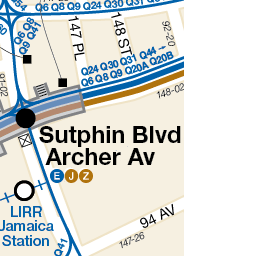 Q6 Q8 Q9 Q24 Q30 Q31
Q6 Q8
Q9 Q41
147 PL
148 ST
92-20
Q24 Q30 Q31 Q44 →
Q6 Q8 Q9 Q20A Q20B
91-02
148-02
Sutphin Blvd
Archer Av
E J Z
LIRR
Jamaica
Station
94 AV
147-26
Q41